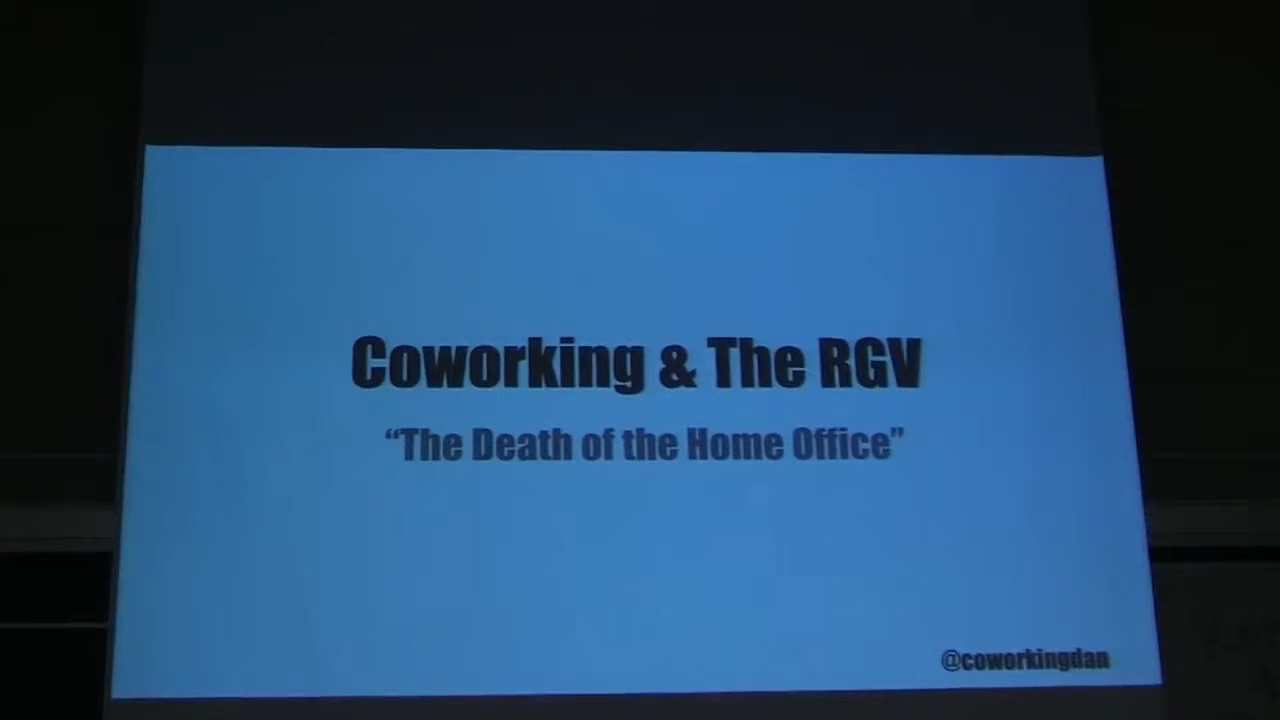 Coworking & The RGV
“The Death of the Home Office”
@coworkingdan